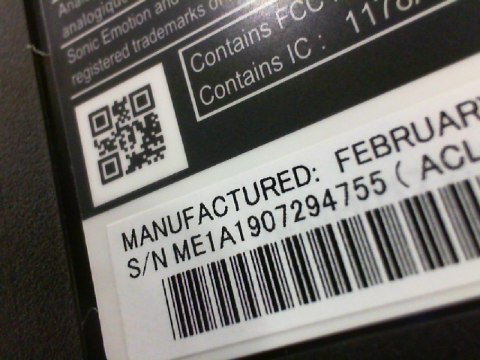 analogique
Sonic Emotion and
registered trademarks o
Contains FCC
Contains IC : 1178
MANUFACTURED: FEBRUAR
S/N ME1A1907294755 ( ACL